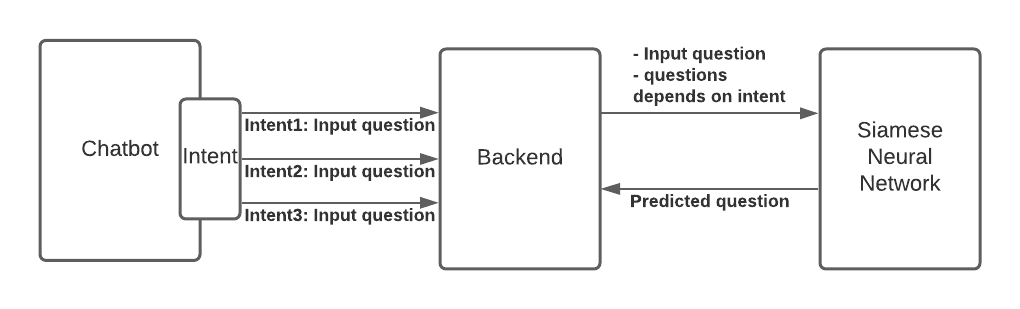 Chatbot
Intent
Intent1: Input question
Intent2: Input question
Intent3: Input question
Backend
- Input question
- questions
depends on intent
Predicted question
Siamese
Neural
Network